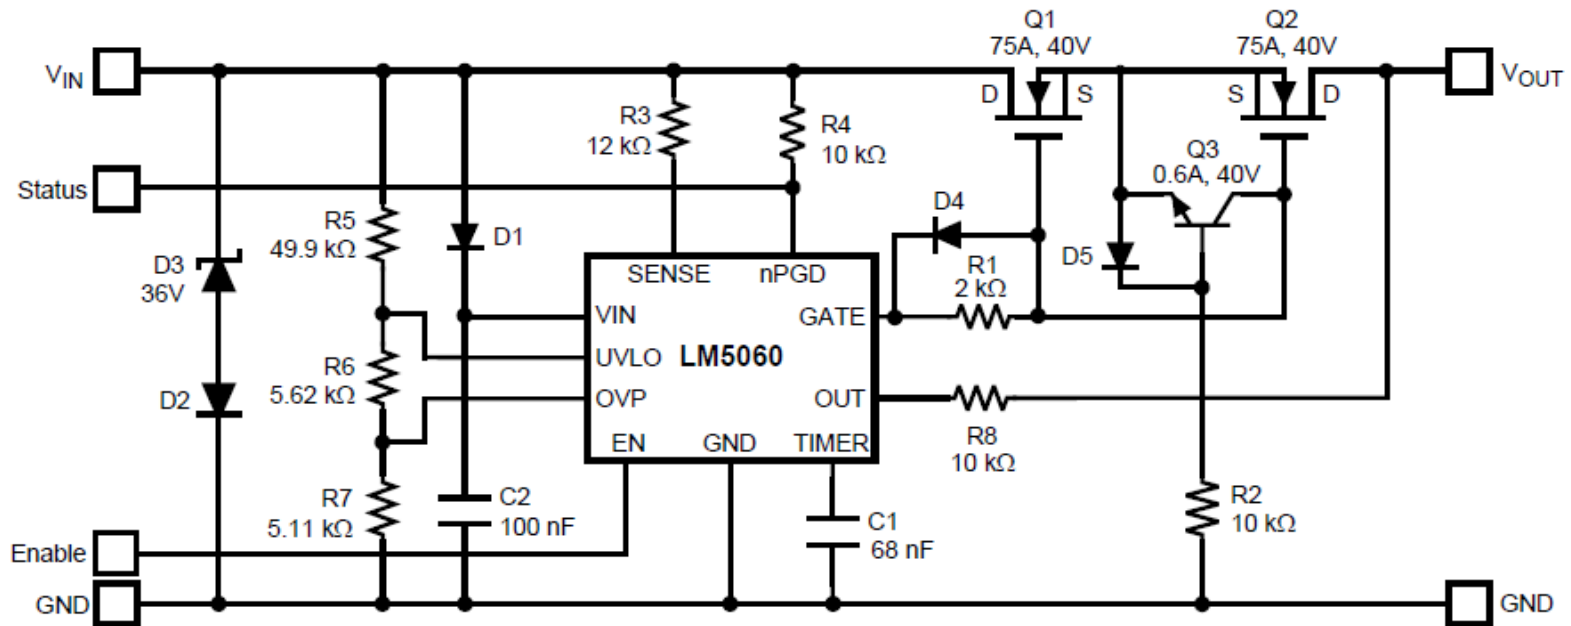 Q1
75A, 40V
Q2
75A, 40V
VIN
D
S
S
D
VOUT
R3
12 kΩ
R4
10 kΩ
Q3
0.6A, 40V
Status
D4
R5
49.9 kΩ
D1
D5
D3
36V
SENSE
nPGD
R1
2 kΩ
VIN
GATE
UVLO
LM5060
R6
5.62 kΩ
D2
OVP
OUT
EN
GND
TIMER
R8
10 kΩ
R7
5.11 kΩ
C2
100 nF
R2
10 kΩ
C1
68 nF
Enable
GND
GND